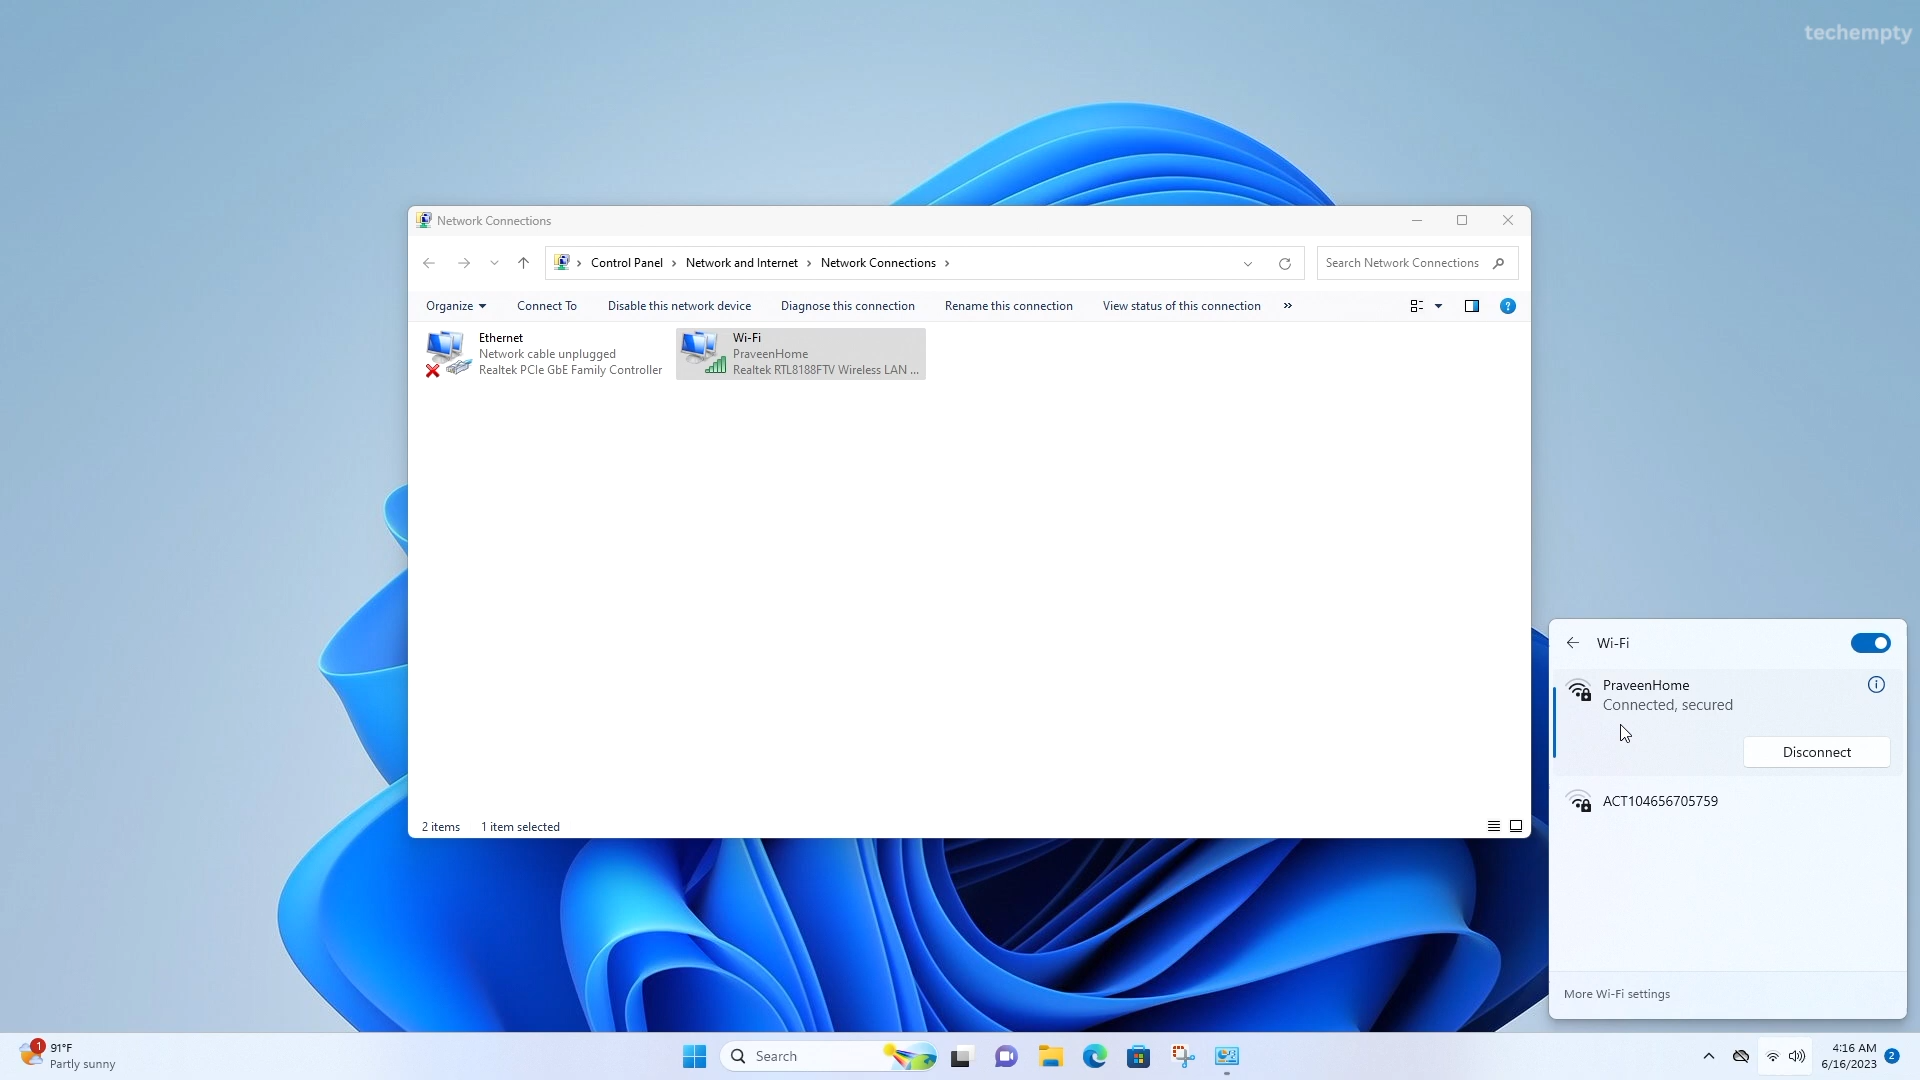 techempty
Network Connections
Control Panel
Network and Internet
Network Connections
Search Network Connections
Organize
Connect To
Disable this network device
Diagnose this connection
Rename this connection
View status of this connection
»
?
Ethernet
Network cable unplugged
Realtek PCIe GbE Family Controller
Wi-Fi
PraveenHome
Realtek RTL8188FTV Wireless LAN ...
2 items
1 item selected
Wi-Fi
PraveenHome
Connected, secured
Disconnect
ACT104656705759
More Wi-Fi settings
1
91°F
Partly sunny
Search
4:16 AM
6/16/2023
2